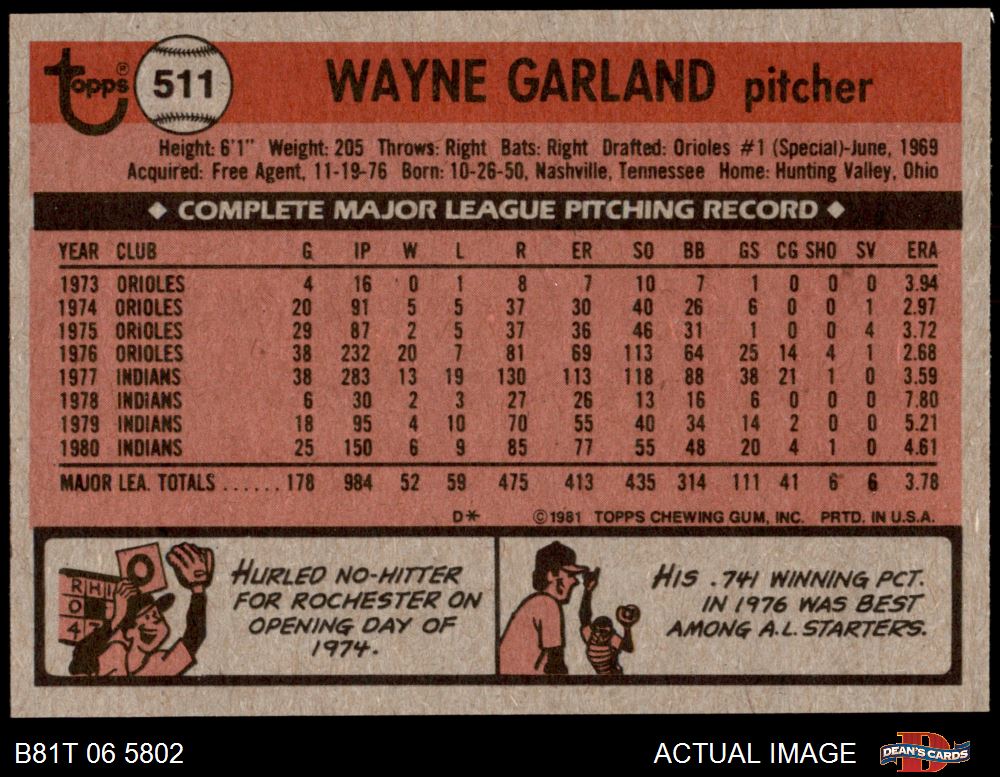 topps®
511
WAYNE GARLAND pitcher
Height: 6'1" Weight: 205 Throws: Right Bats: Right Drafted: Orioles #1 (Special)-June, 1969
Acquired: Free Agent, 11-19-76 Born: 10-26-50, Nashville, Tennessee Home: Hunting Valley, Ohio
◆ COMPLETE MAJOR LEAGUE PITCHING RECORD ◆
YEAR CLUB G IP W L R ER SO BB GS CG SHO SV ERA
1973 ORIOLES 4 16 0 1 8 7 10 7 1 0 0 0 3.94
1974 ORIOLES 20 91 5 5 37 30 40 26 6 0 0 1 2.97
1975 ORIOLES 29 87 2 5 37 36 46 31 1 0 0 4 3.72
1976 ORIOLES 38 232 20 7 81 69 113 64 25 14 4 1 2.68
1977 INDIANS 38 283 13 19 130 113 118 88 38 21 1 0 3.59
1978 INDIANS 6 30 2 3 27 26 13 16 6 0 0 0 7.80
1979 INDIANS 18 95 4 10 70 55 40 34 14 2 0 0 5.21
1980 INDIANS 25 150 6 9 85 77 55 48 20 4 1 0 4.61
MAJOR LEA. TOTALS ...... 178 984 52 59 475 413 435 314 111 41 6 6 3.78
D* ©1981 TOPPS CHEWING GUM, INC. PRTD. IN U.S.A.
R H
0 0
4 7
HURLED NO-HITTER
FOR ROCHESTER ON
OPENING DAY OF
1974.
HIS .741 WINNING PCT.
IN 1976 WAS BEST
AMONG A.L. STARTERS.
B81T 06 5802
ACTUAL IMAGE
DEAN'S CARDS